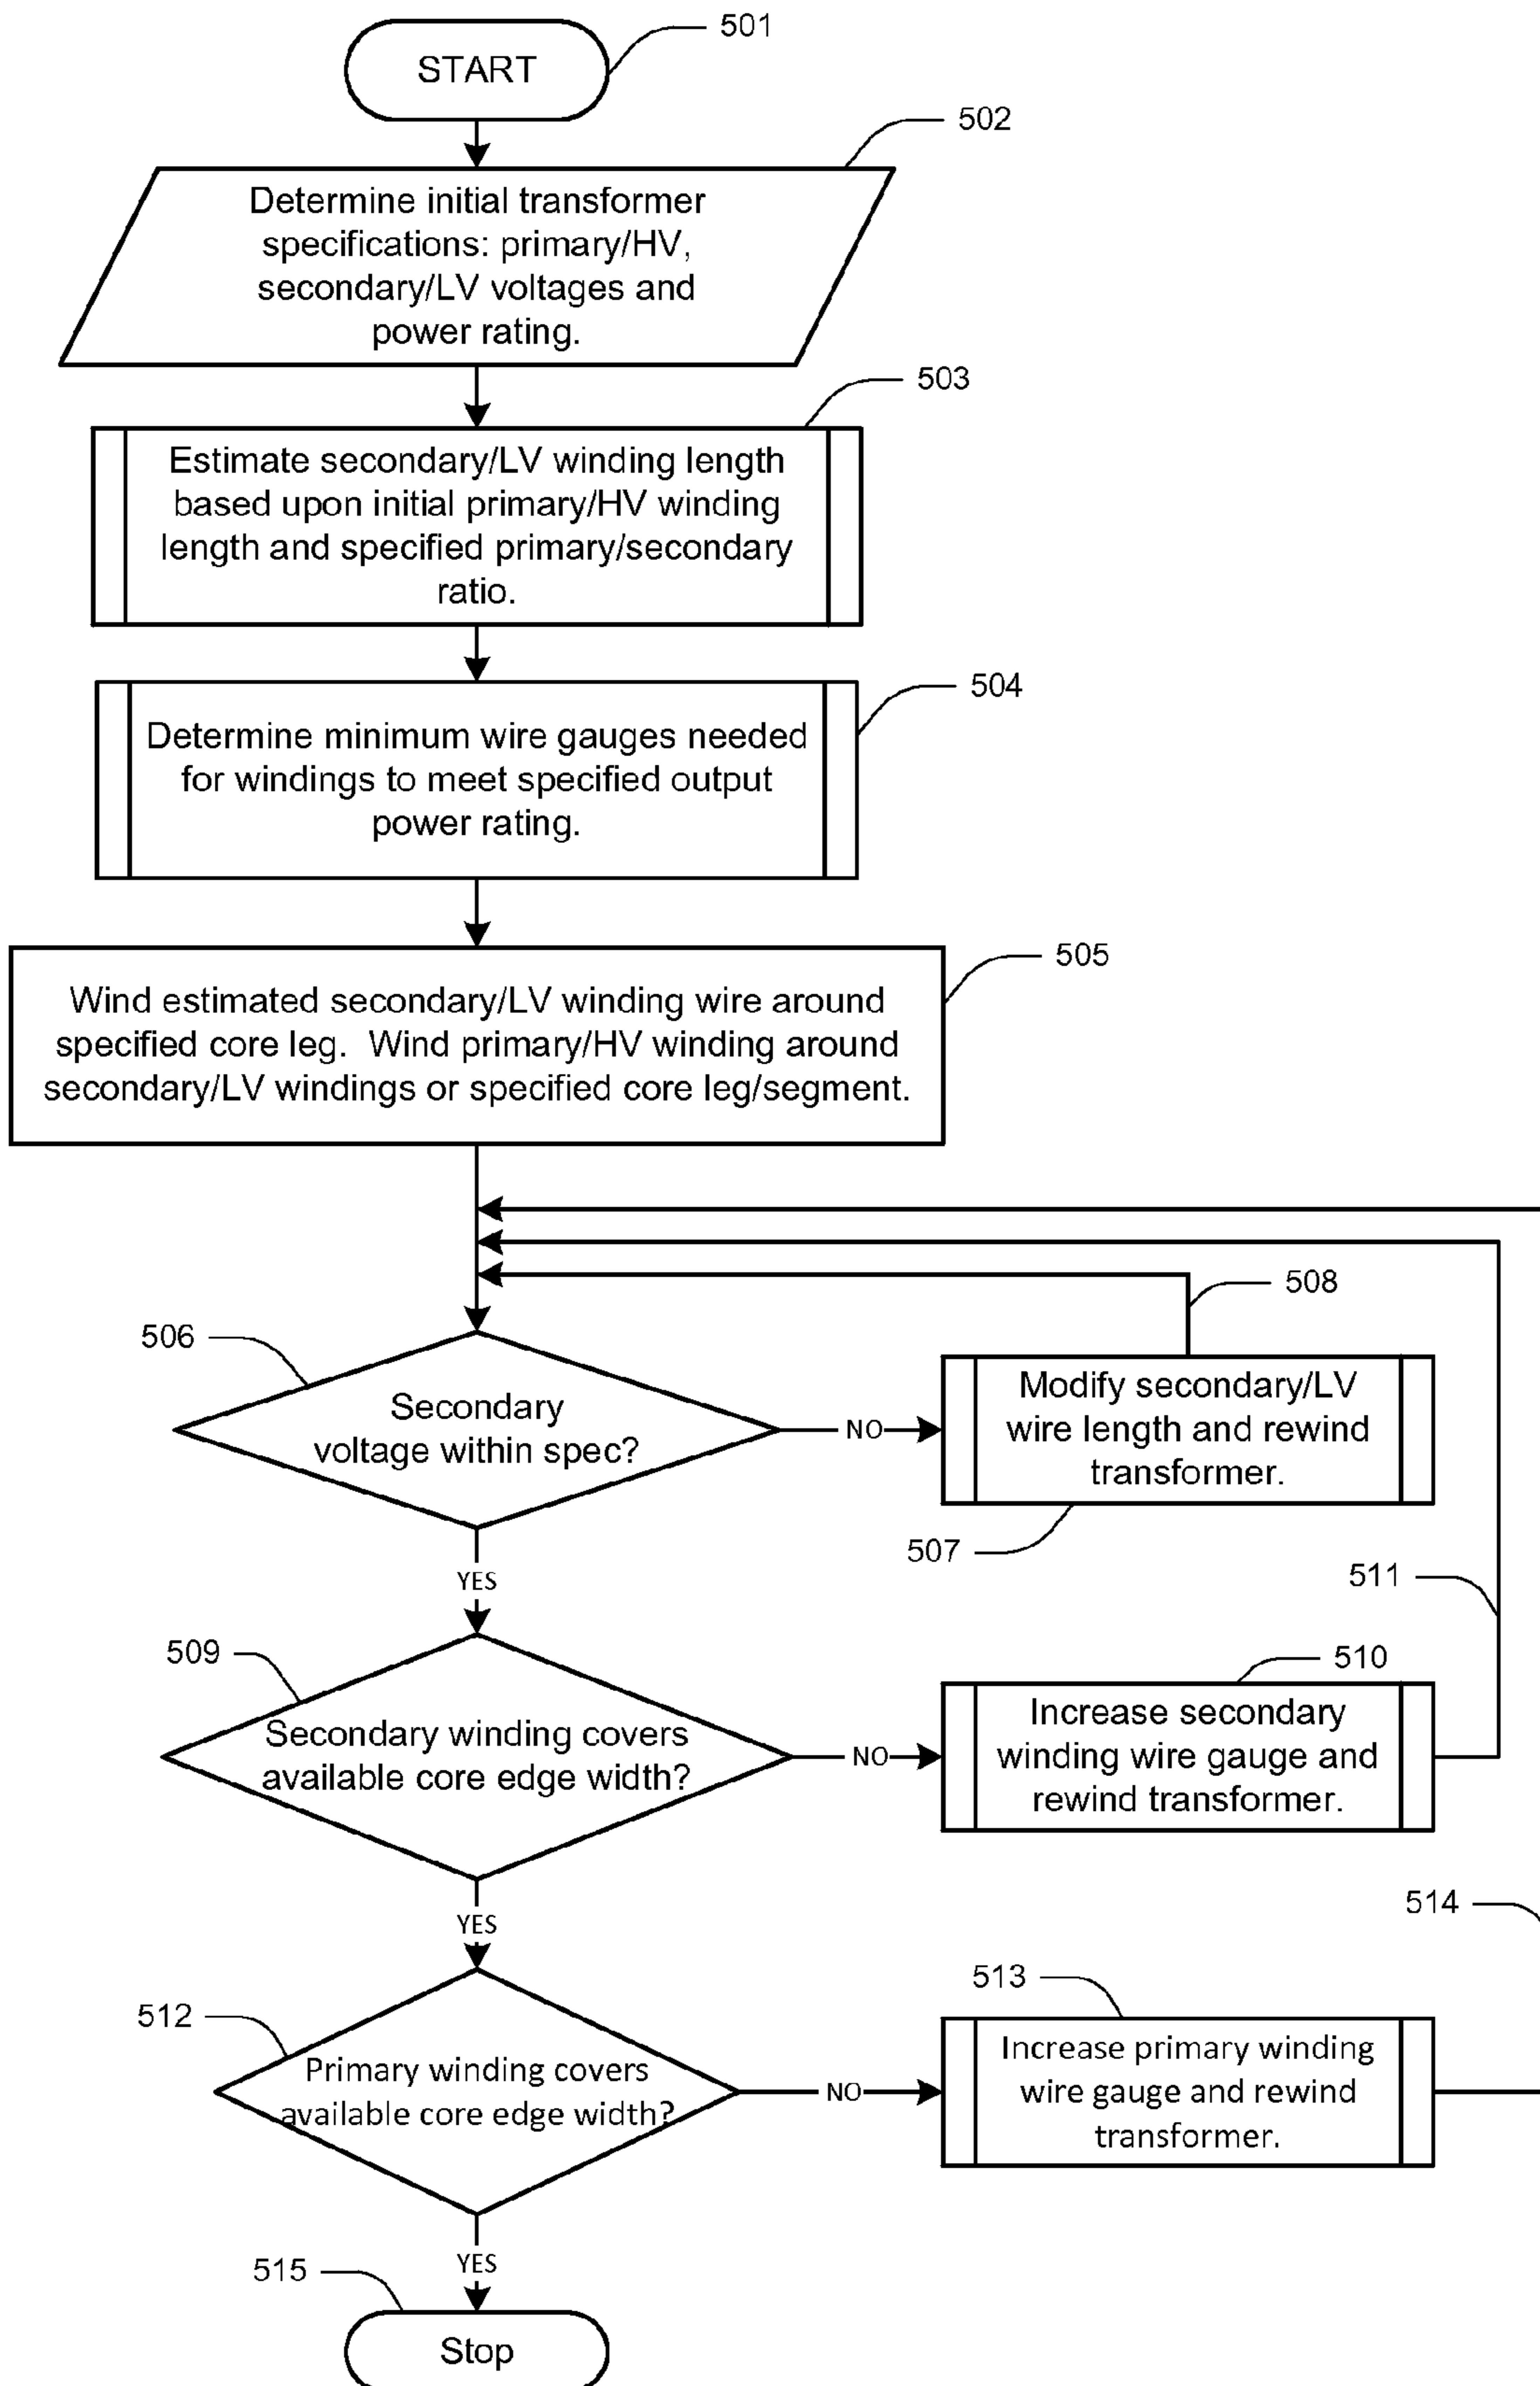 501
START
502
Determine initial transformer
specifications: primary/HV,
secondary/LV voltages and
power rating.
503
Estimate secondary/LV winding length
based upon initial primary/HV winding
length and specified primary/secondary
ratio.
504
Determine minimum wire gauges needed
for windings to meet specified output
power rating.
505
Wind estimated secondary/LV winding wire around
specified core leg.  Wind primary/HV winding around
secondary/LV windings or specified core leg/segment.
508
506
Secondary
voltage within spec?
NO
Modify secondary/LV
wire length and rewind
transformer.
507
YES
511
509
Secondary winding covers
available core edge width?
NO
510
Increase secondary
winding wire gauge and
rewind transformer.
YES
514
512
Primary winding covers
available core edge width?
NO
513
Increase primary winding
wire gauge and rewind
transformer.
YES
515
Stop